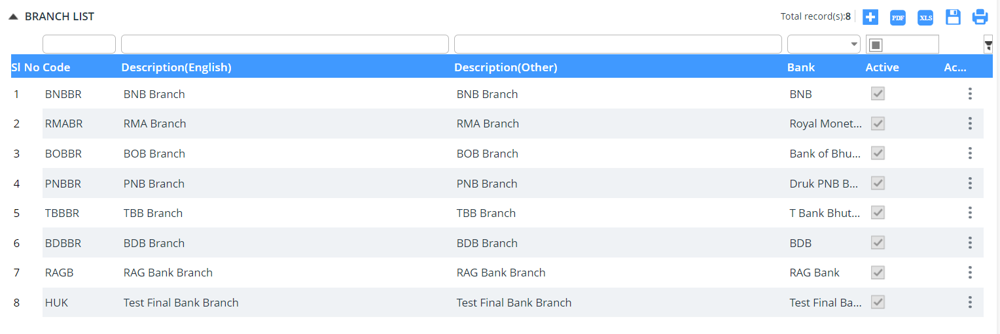 BRANCH LIST Total record(s):8 PDF XLS
Sl No Code Description(English) Description(Other) Bank Active Ac...
1 BNBBR BNB Branch BNB Branch BNB
2 RMABR RMA Branch RMA Branch Royal Monet...
3 BOBBR BOB Branch BOB Branch Bank of Bhu...
4 PNBBR PNB Branch PNB Branch Druk PNB B...
5 TBBBR TBB Branch TBB Branch T Bank Bhut...
6 BDBBR BDB Branch BDB Branch BDB
7 RAGB RAG Bank Branch RAG Bank Branch RAG Bank
8 HUK Test Final Bank Branch Test Final Bank Branch Test Final Ba...